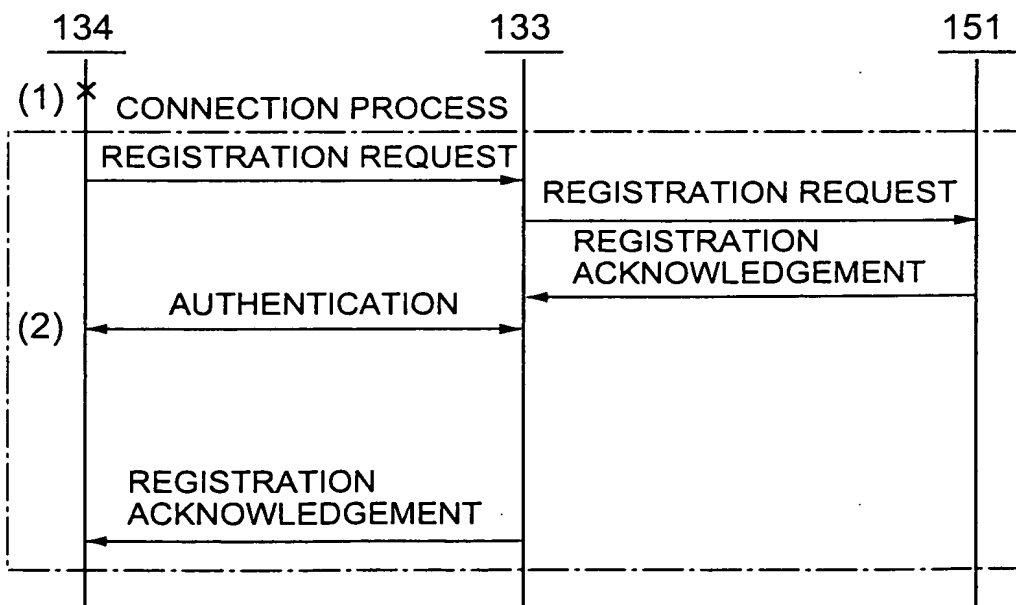 134
133
151
(1)
CONNECTION PROCESS
REGISTRATION REQUEST
REGISTRATION REQUEST
REGISTRATION
ACKNOWLEDGEMENT
AUTHENTICATION
(2)
REGISTRATION
ACKNOWLEDGEMENT